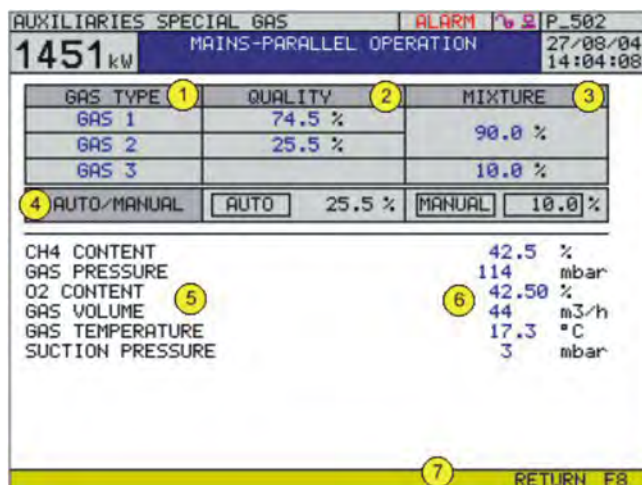 AUXILIARIES SPECIAL GAS ALARM P_502
1451 kW MAINS-PARALLEL OPERATION 27/08/04
14:04:08
GAS TYPE 1 QUALITY 2 MIXTURE 3
GAS 1 74.5 %
GAS 2 25.5 % 90.0 %
GAS 3 10.0 %
4 AUTO/MANUAL AUTO 25.5 % MANUAL 10.0 %
CH4 CONTENT 42.5 %
GAS PRESSURE 114 mbar
O2 CONTENT 42.50 %
5 6
GAS VOLUME 44 m3/h
GAS TEMPERATURE 17.3 °C
SUCTION PRESSURE 3 mbar
7 RETURN F8